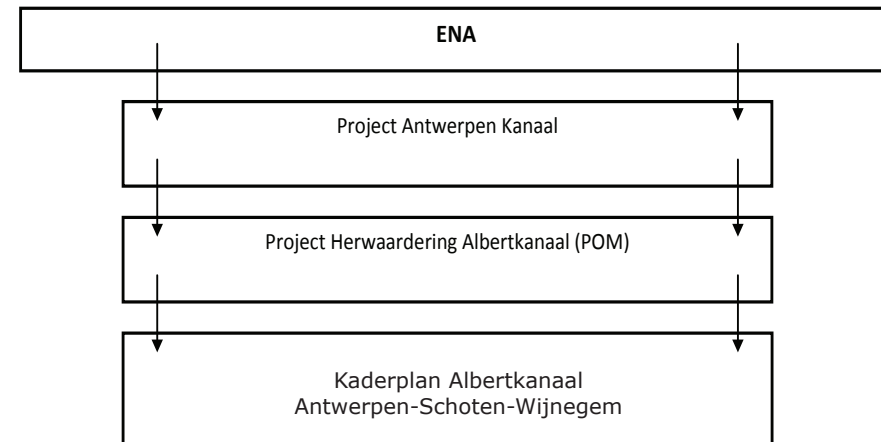 ENA
Project Antwerpen Kanaal
Project Herwaardering Albertkanaal (POM)
Kaderplan Albertkanaal
Antwerpen-Schoten-Wijnegem